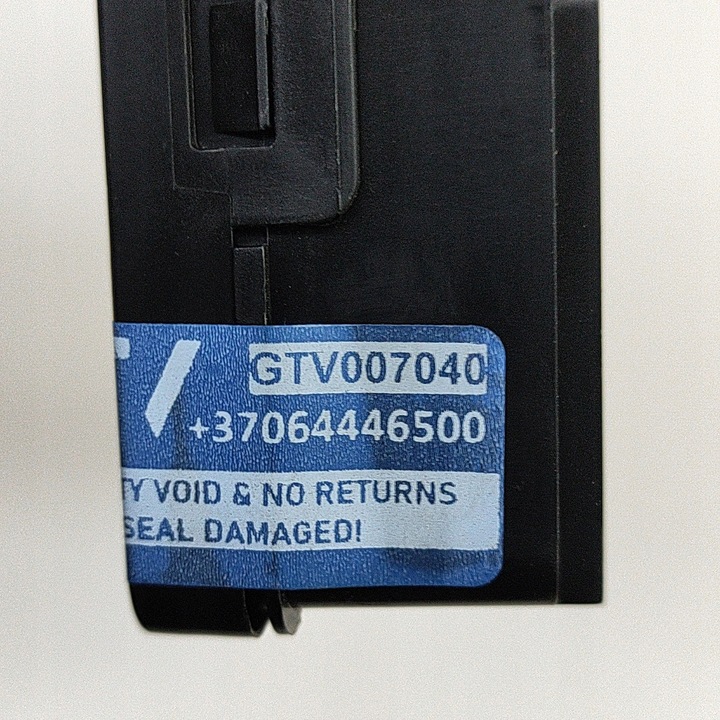 GTV007040
+37064446500
TY VOID & NO RETURNS
SEAL DAMAGED!